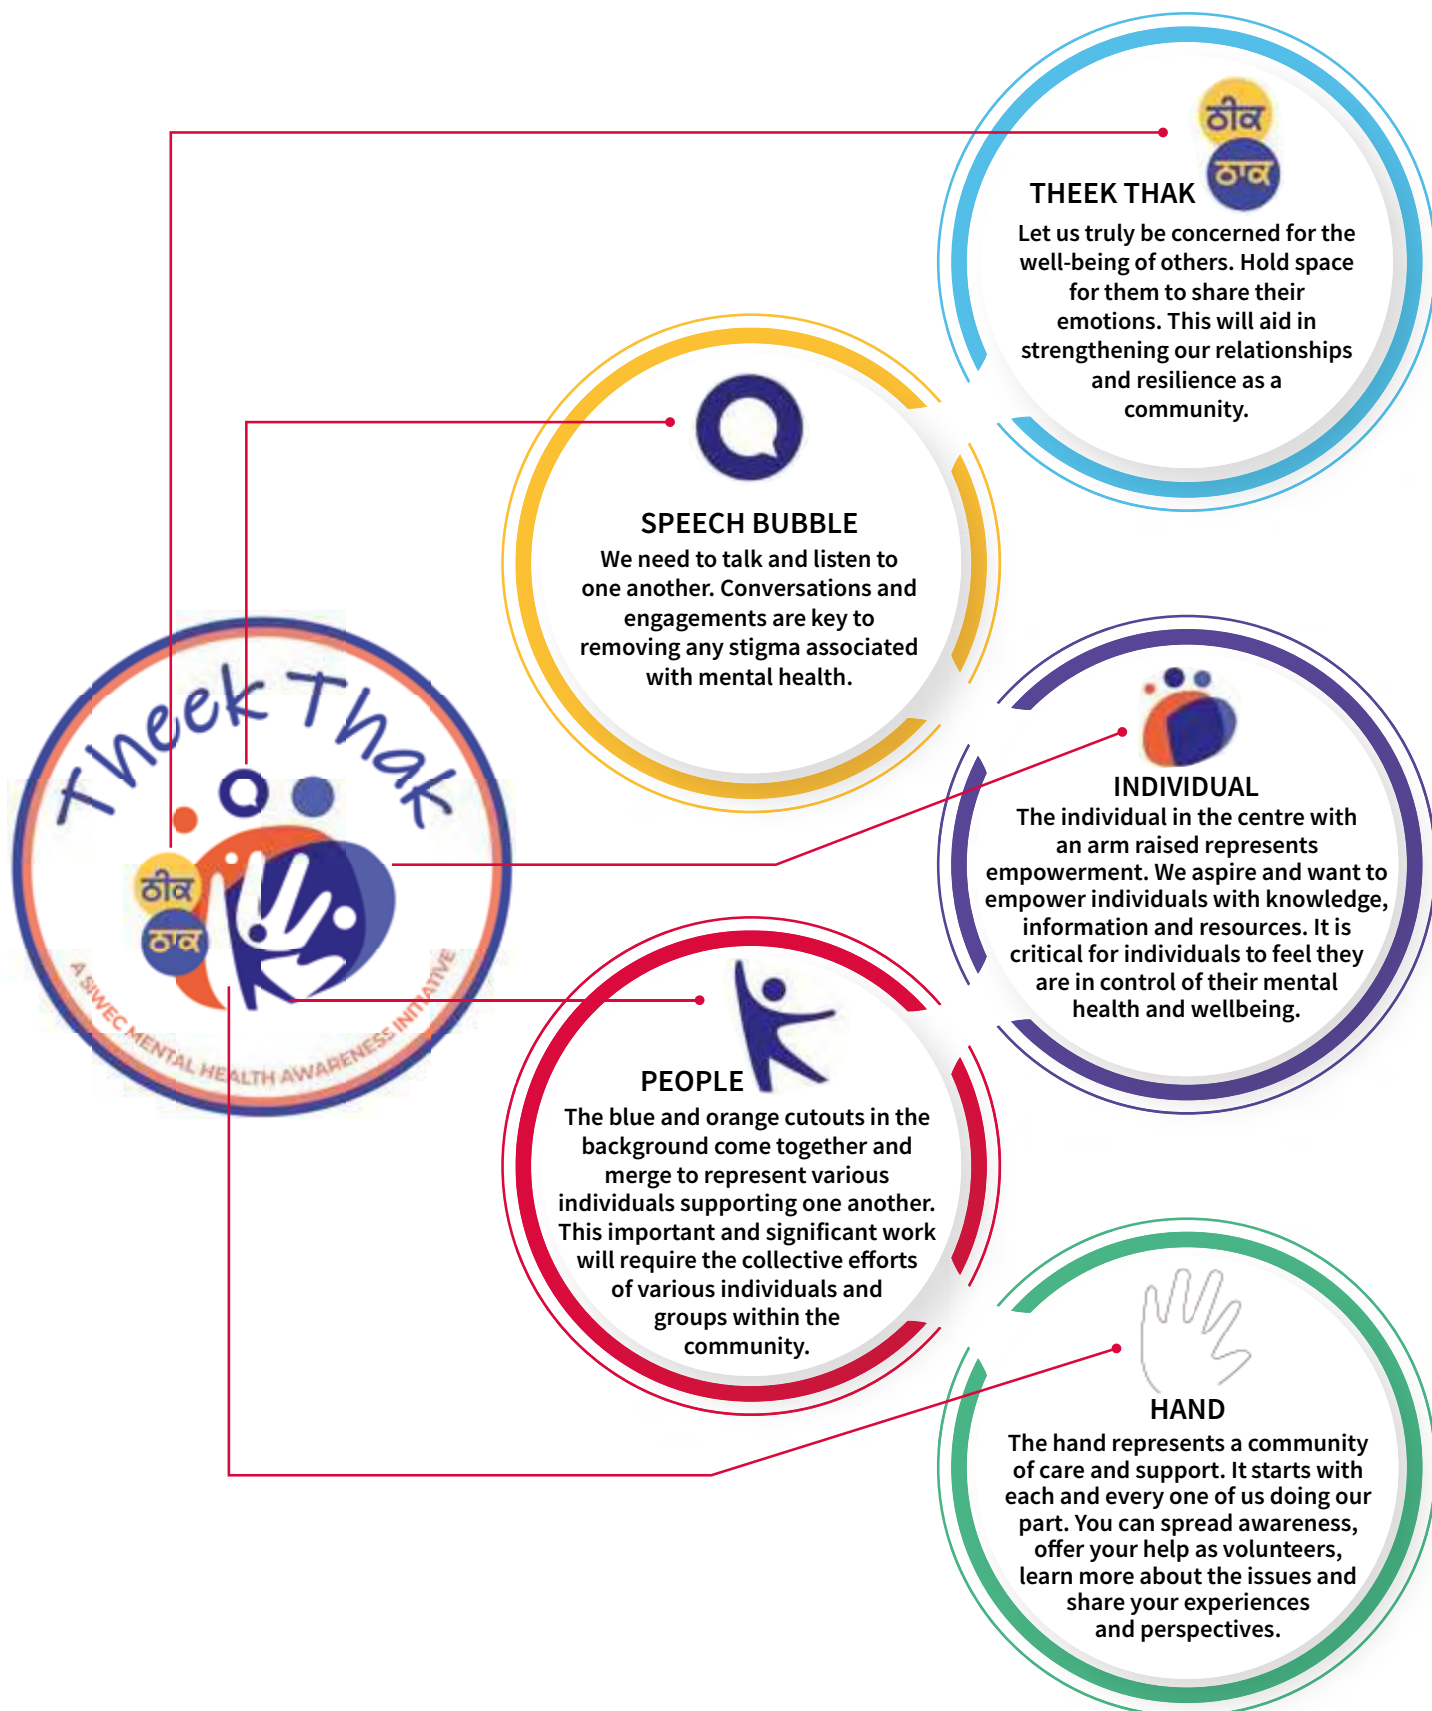 ਠੀਕ
ਠਾਕ
THEEK THAK
Let us truly be concerned for the
well-being of others. Hold space
for them to share their
emotions. This will aid in
strengthening our relationships
and resilience as a
community.
SPEECH BUBBLE
We need to talk and listen to
one another. Conversations and
engagements are key to
removing any stigma associated
with mental health.
Theek Thak
ਠੀਕ
ਠਾਕ
A SIWEC MENTAL HEALTH AWARENESS INITIATIVE
INDIVIDUAL
The individual in the centre with
an arm raised represents
empowerment. We aspire and want to
empower individuals with knowledge,
information and resources. It is
critical for individuals to feel they
are in control of their mental
health and wellbeing.
PEOPLE
The blue and orange cutouts in the
background come together and
merge to represent various
individuals supporting one another.
This important and significant work
will require the collective efforts
of various individuals and
groups within the
community.
HAND
The hand represents a community
of care and support. It starts with
each and every one of us doing our
part. You can spread awareness,
offer your help as volunteers,
learn more about the issues and
share your experiences
and perspectives.